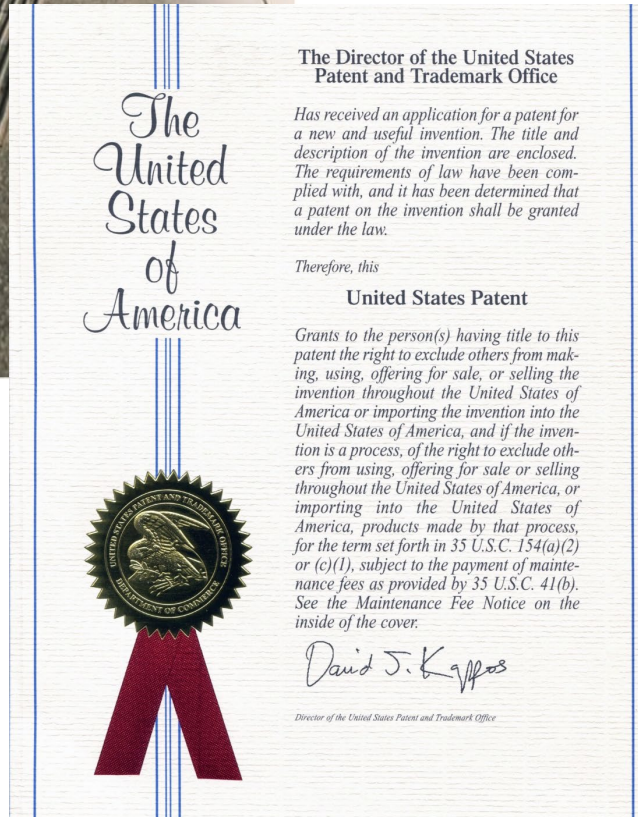 The
United
States
of
America
The Director of the United States
Patent and Trademark Office
Has received an application for a patent for
a new and useful invention. The title and
description of the invention are enclosed.
The requirements of law have been com-
plied with, and it has been determined that
a patent on the invention shall be granted
under the law.
Therefore, this
United States Patent
Grants to the person(s) having title to this
patent the right to exclude others from mak-
ing, using, offering for sale, or selling the
invention throughout the United States of
America or importing the invention into the
United States of America, and if the inven-
tion is a process, of the right to exclude oth-
ers from using, offering for sale or selling
throughout the United States of America, or
importing into the United States of
America, products made by that process,
for the term set forth in 35 U.S.C. 154(a)(2)
or (c)(1), subject to the payment of mainte-
nance fees as provided by 35 U.S.C. 41(b).
See the Maintenance Fee Notice on the
inside of the cover.
David J. Kappos
Director of the United States Patent and Trademark Office
UNITED STATES PATENT AND TRADEMARK OFFICE
DEPARTMENT OF COMMERCE